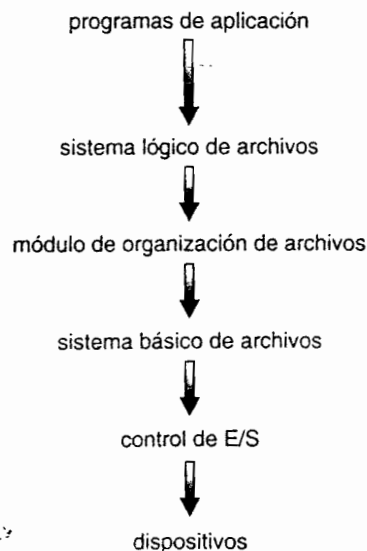 programas de aplicación
sistema lógico de archivos
módulo de organización de archivos
sistema básico de archivos
control de E/S
dispositivos